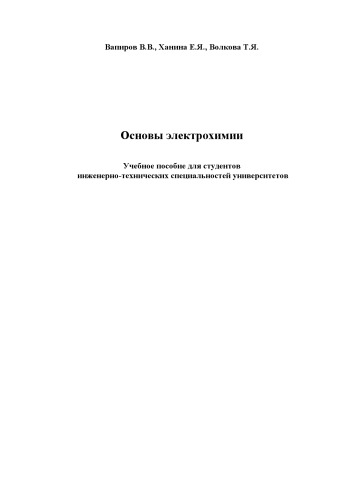 Вапиров В.В., Ханина Е.Я., Волкова Т.Я.
Основы электрохимии
Учебное пособие для студентов
инженерно-технических специальностей университетов